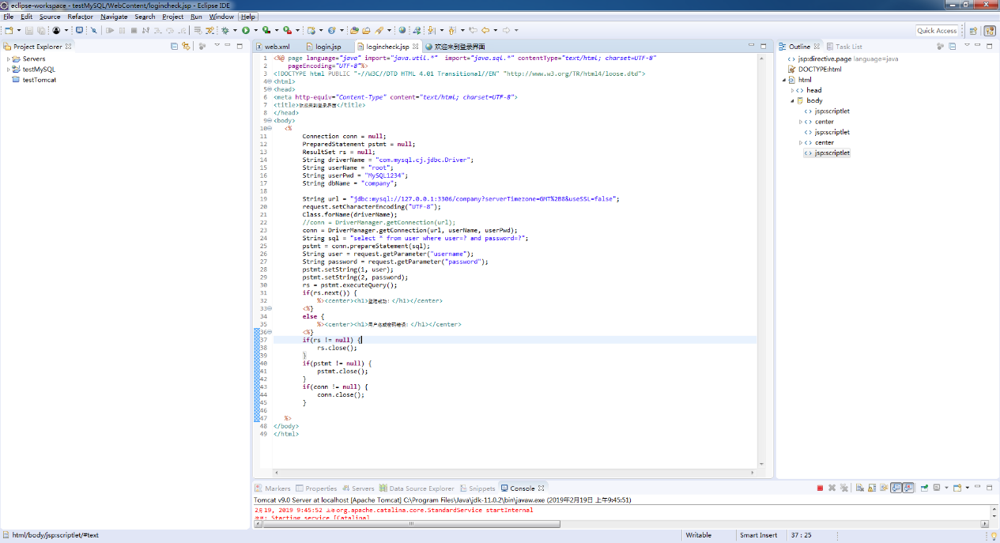 eclipse-workspace - testMySQL/WebContent/logincheck.jsp - Eclipse IDE
File Edit Source Refactor Navigate Search Project Run Window Help
Quick Access
Project Explorer
Servers
testMySQL
testTomcat
web.xml login.jsp logincheck.jsp 欢迎来到登录界面
1 <%@ page language="java" import="java.util.*"  import="java.sql.*" contentType="text/html; charset=UTF-8"
2     pageEncoding="UTF-8"%>
3 <!DOCTYPE html PUBLIC "-//W3C//DTD HTML 4.01 Transitional//EN" "http://www.w3.org/TR/html4/loose.dtd">
4 <html>
5 <head>
6 <meta http-equiv="Content-Type" content="text/html; charset=UTF-8">
7 <title>欢迎来到登录界面</title>
8 </head>
9 <body>
10     <%
11         Connection conn = null;
12         PreparedStatement pstmt = null;
13         ResultSet rs = null;
14         String driverName = "com.mysql.cj.jdbc.Driver";
15         String userName = "root";
16         String userPwd = "MySQL1234";
17         String dbName = "company";
18
19         String url = "jdbc:mysql://127.0.0.1:3306/company?serverTimezone=GMT%2B8&useSSL=false";
20         request.setCharacterEncoding("UTF-8");
21         Class.forName(driverName);
22         //conn = DriverManager.getConnection(url);
23         conn = DriverManager.getConnection(url, userName, userPwd);
24         String sql = "select * from user where user=? and password=?";
25         pstmt = conn.prepareStatement(sql);
26         String user = request.getParameter("username");
27         String password = request.getParameter("password");
28         pstmt.setString(1, user);
29         pstmt.setString(2, password);
30         rs = pstmt.executeQuery();
31         if(rs.next()) {
32             %><center><h1>登陆成功！</h1></center>
33         <%}
34         else {
35             %><center><h1>用户名或密码错误！</h1></center>
36         <%}
37         if(rs != null) {
38             rs.close();
39         }
40         if(pstmt != null) {
41             pstmt.close();
42         }
43         if(conn != null) {
44             conn.close();
45         }
46
47     %>
48 </body>
49 </html>
Outline Task List
jsp:directive.page language=java
DOCTYPE:html
html
head
body
jsp:scriptlet
center
jsp:scriptlet
center
jsp:scriptlet
Markers Properties Servers Data Source Explorer Snippets Console
Tomcat v9.0 Server at localhost [Apache Tomcat] C:\Program Files\Java\jdk-11.0.2\bin\javaw.exe (2019年2月19日 上午9:45:51)
2月19, 2019 9:45:52 上午 org.apache.catalina.core.StandardService startInternal
信息: Starting service [Catalina]
html/body/jsp:scriptlet/#text Writable Smart Insert 37 : 25